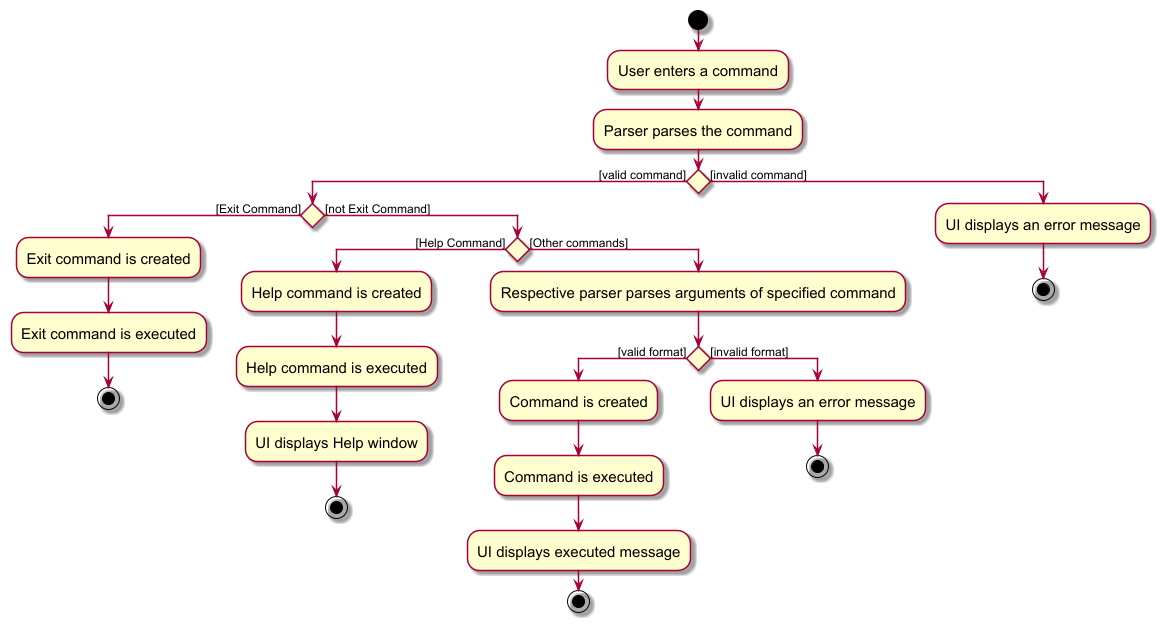 User enters a command
Parser parses the command
[valid command]
[invalid command]
[Exit Command]
[not Exit Command]
UI displays an error message
[Help Command]
[Other commands]
Exit command is created
Help command is created
Respective parser parses arguments of specified command
Exit command is executed
[valid format]
[invalid format]
Help command is executed
Command is created
UI displays an error message
UI displays Help window
Command is executed
UI displays executed message